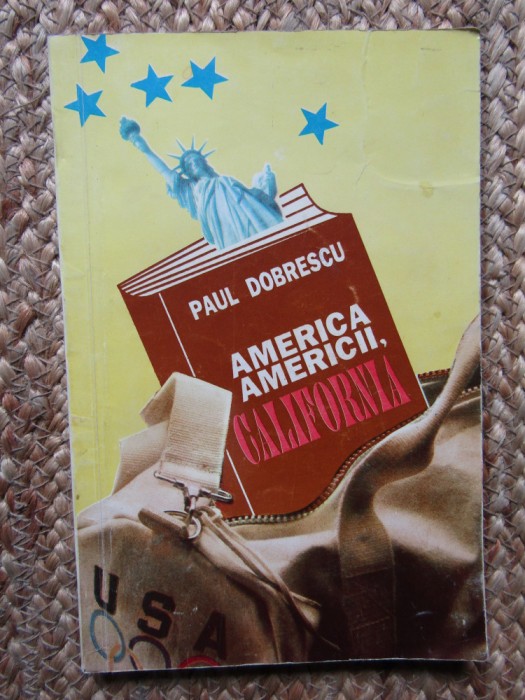 PAUL DOBRESCU
AMERICA
AMERICII,
CALIFORNIA
USA